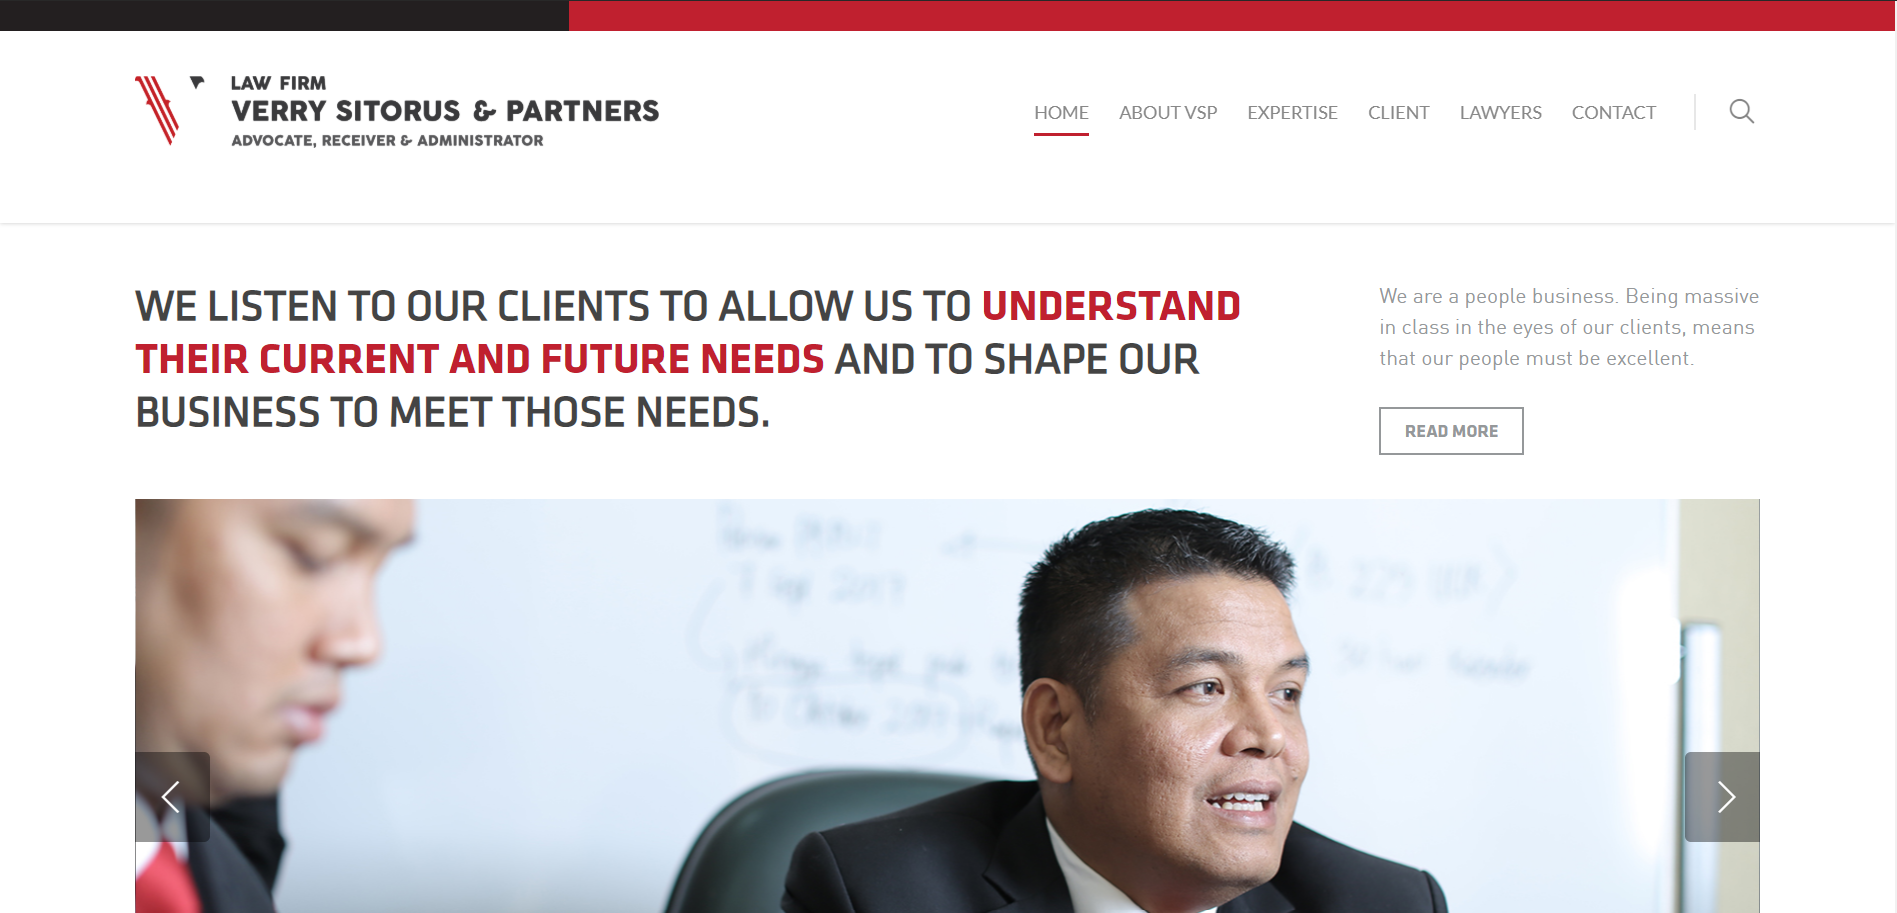 LAW FIRM
VERRY SITORUS & PARTNERS
ADVOCATE, RECEIVER & ADMINISTRATOR
HOME ABOUT VSP EXPERTISE CLIENT LAWYERS CONTACT
WE LISTEN TO OUR CLIENTS TO ALLOW US TO UNDERSTAND
THEIR CURRENT AND FUTURE NEEDS AND TO SHAPE OUR
BUSINESS TO MEET THOSE NEEDS.
We are a people business. Being massive
in class in the eyes of our clients, means
that our people must be excellent.
READ MORE